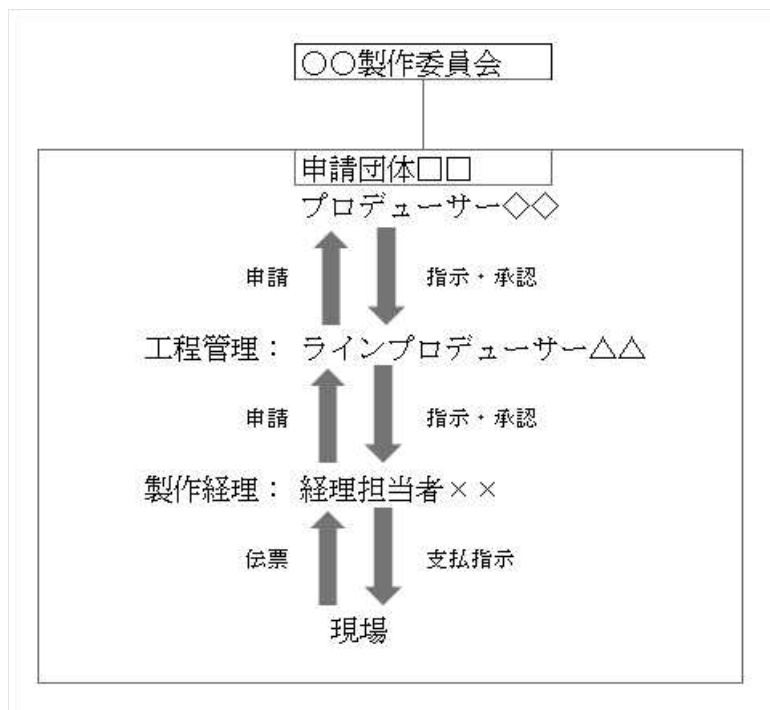 ○○製作委員会
申請団体□□
プロデューサー◇◇
申請 指示・承認
工程管理： ラインプロデューサー△△
申請 指示・承認
製作経理： 経理担当者××
伝票 支払指示
現場